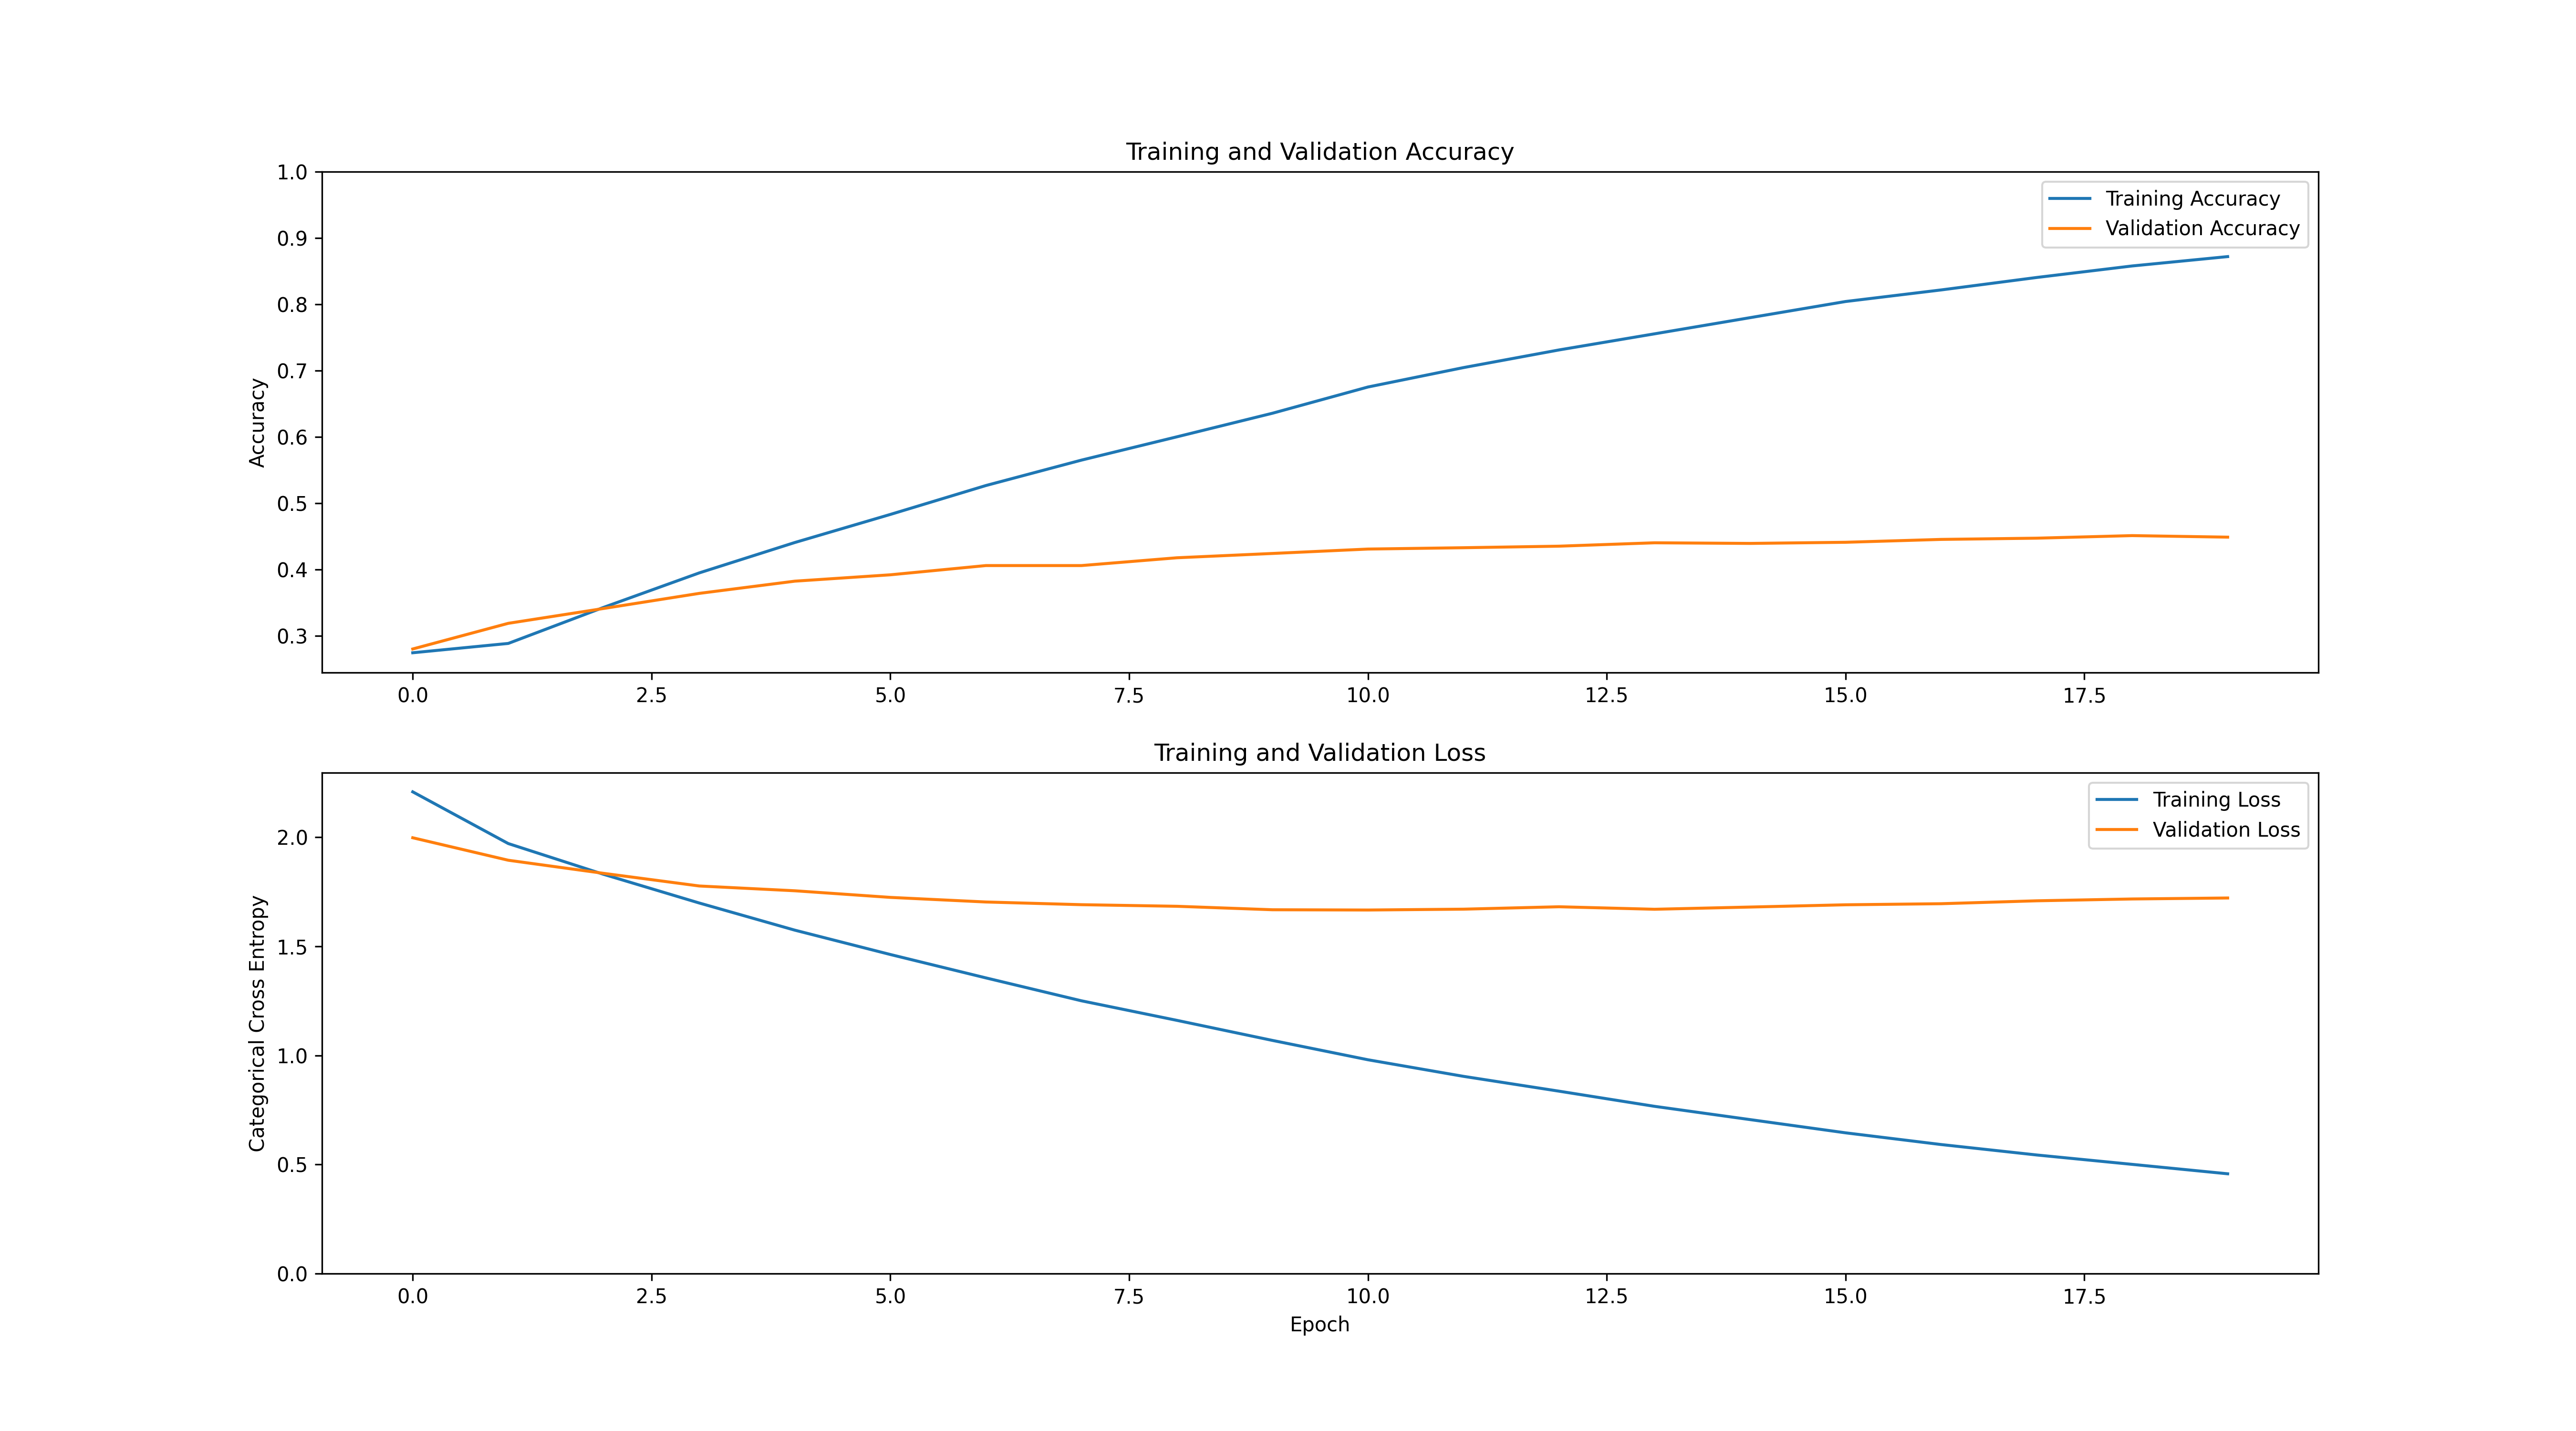 Training and Validation Accuracy
1.0
0.9
0.8
0.7
0.6
0.5
0.4
0.3
Accuracy
Training Accuracy
Validation Accuracy
0.0 2.5 5.0 7.5 10.0 12.5 15.0 17.5
Training and Validation Loss
2.0
1.5
1.0
0.5
0.0
Categorical Cross Entropy
Training Loss
Validation Loss
0.0 2.5 5.0 7.5 10.0 12.5 15.0 17.5
Epoch